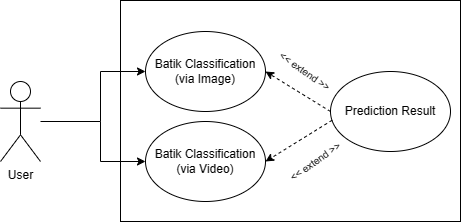 Batik Classification
(via Image)
<< extend >>
Prediction Result
Batik Classification
(via Video)
<< extend >>
User